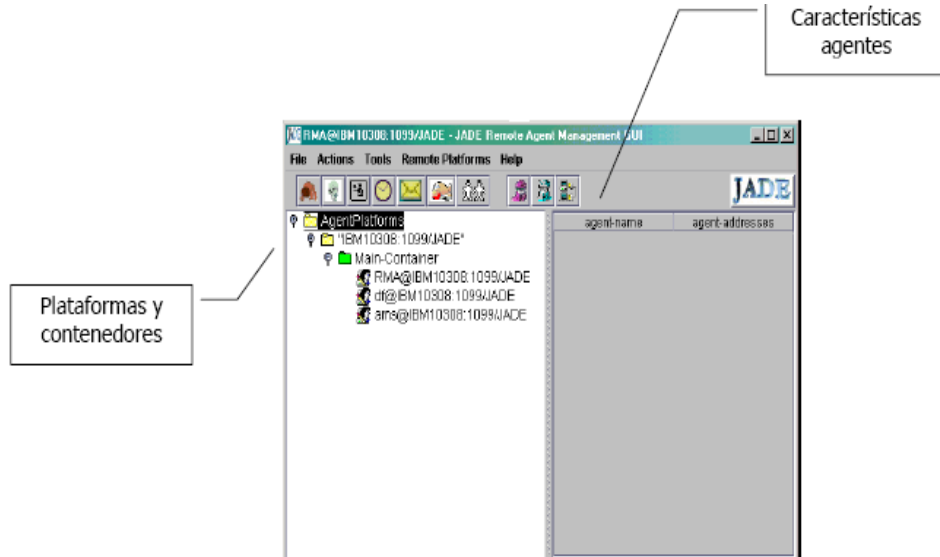 Características
agentes
RMA@IBM10308:1099/JADE - JADE Remote Agent Management GUI
File Actions Tools Remote Platforms Help
JADE
AgentPlatforms
"IBM10308:1099/JADE"
Main-Container
RMA@IBM10308:1099/JADE
df@IBM10308:1099/JADE
ams@IBM10308:1099/JADE
agent-name agent-addresses
Plataformas y
contenedores